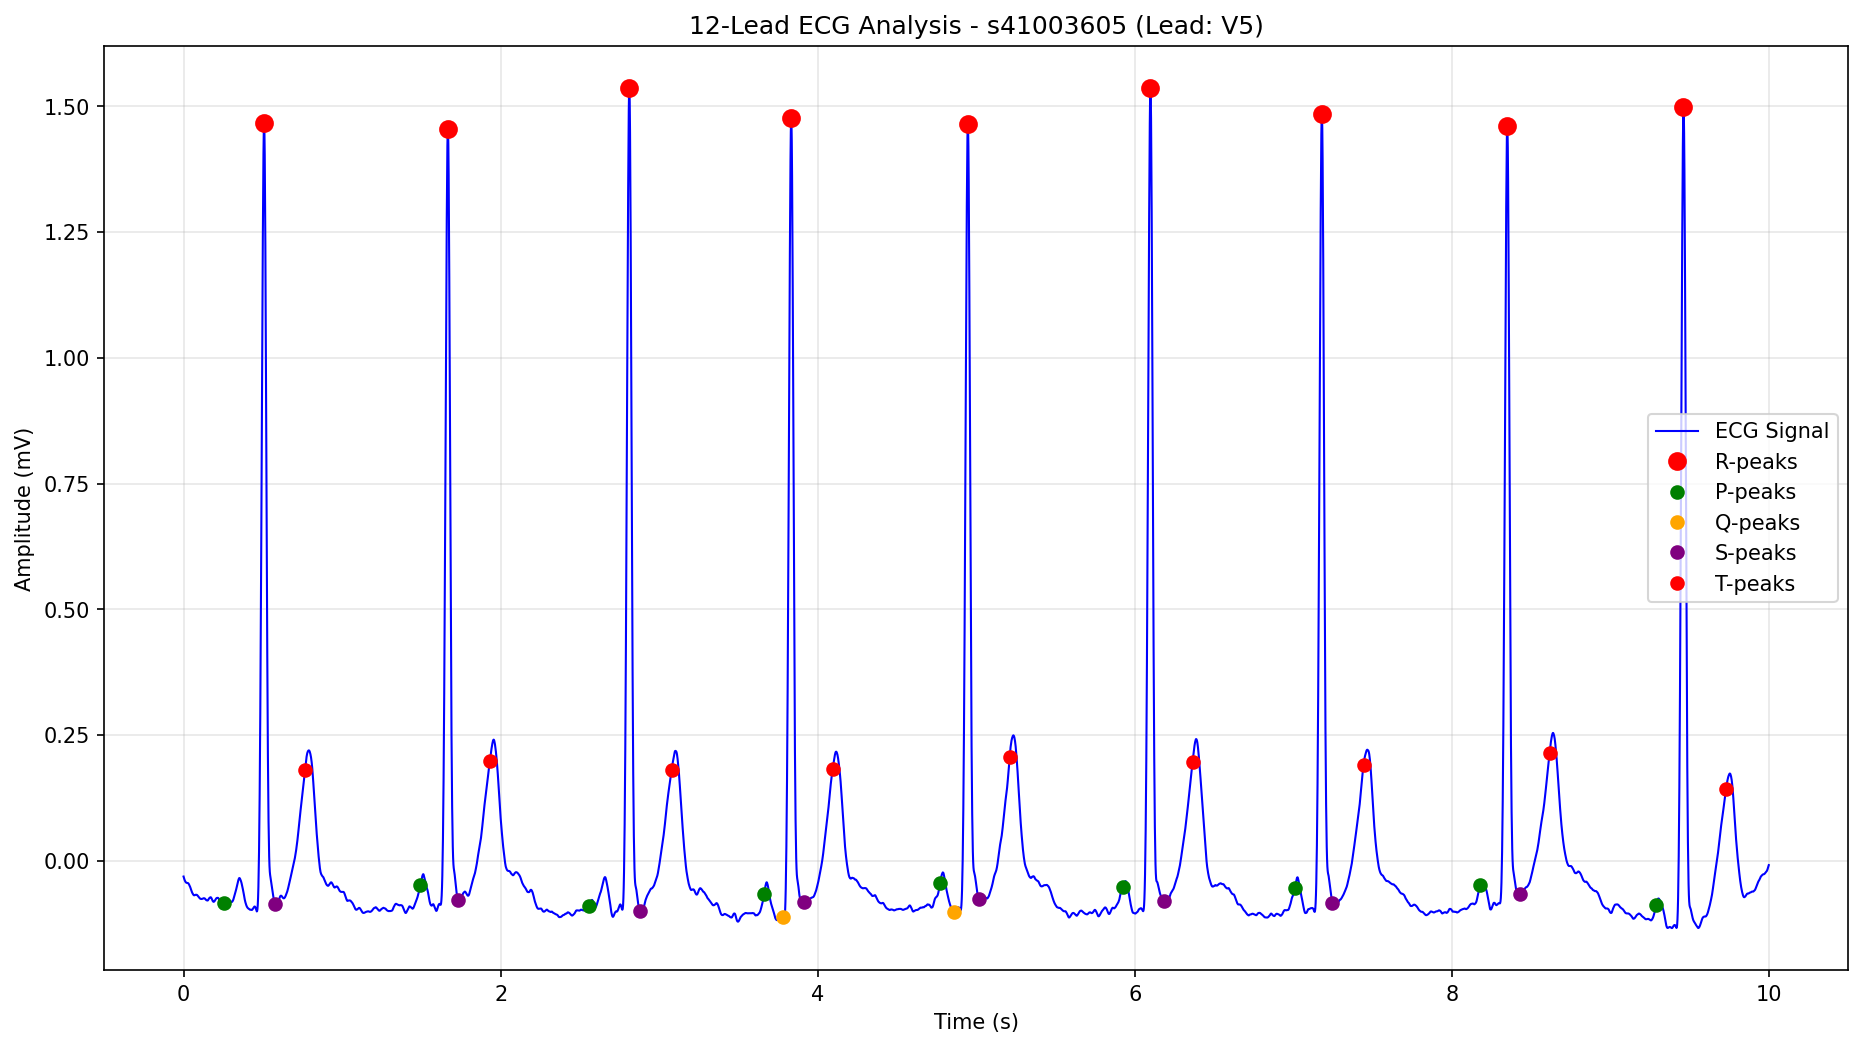 12-Lead ECG Analysis - s41003605 (Lead: V5)
1.50
1.25
1.00
0.75
0.50
0.25
0.00
Amplitude (mV)
ECG Signal
R-peaks
P-peaks
Q-peaks
S-peaks
T-peaks
0 2 4 6 8 10
Time (s)